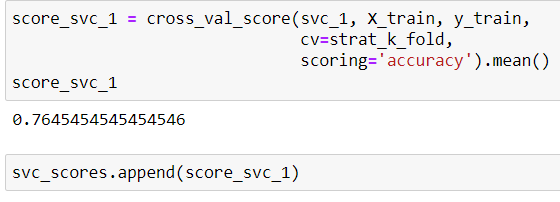 score_svc_1 = cross_val_score(svc_1, X_train, y_train,
cv=strat_k_fold,
scoring='accuracy').mean()
score_svc_1
0.7645454545454546
svc_scores.append(score_svc_1)